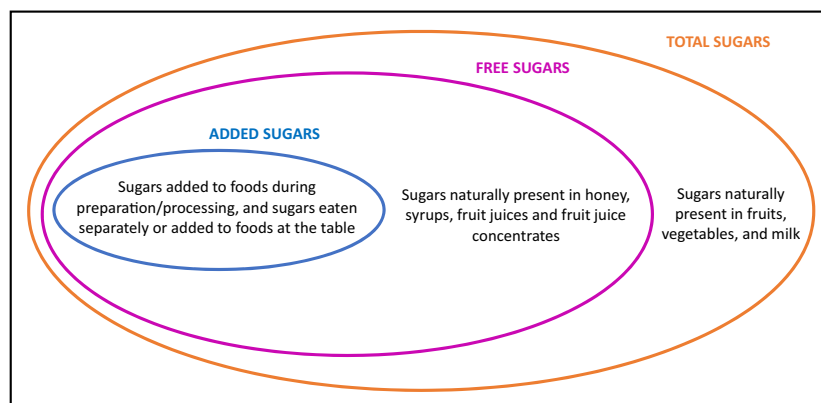 TOTAL SUGARS
FREE SUGARS
ADDED SUGARS
Sugars added to foods during
preparation/processing, and sugars eaten
separately or added to foods at the table
Sugars naturally present in honey,
syrups, fruit juices and fruit juice
concentrates
Sugars naturally
present in fruits,
vegetables, and milk